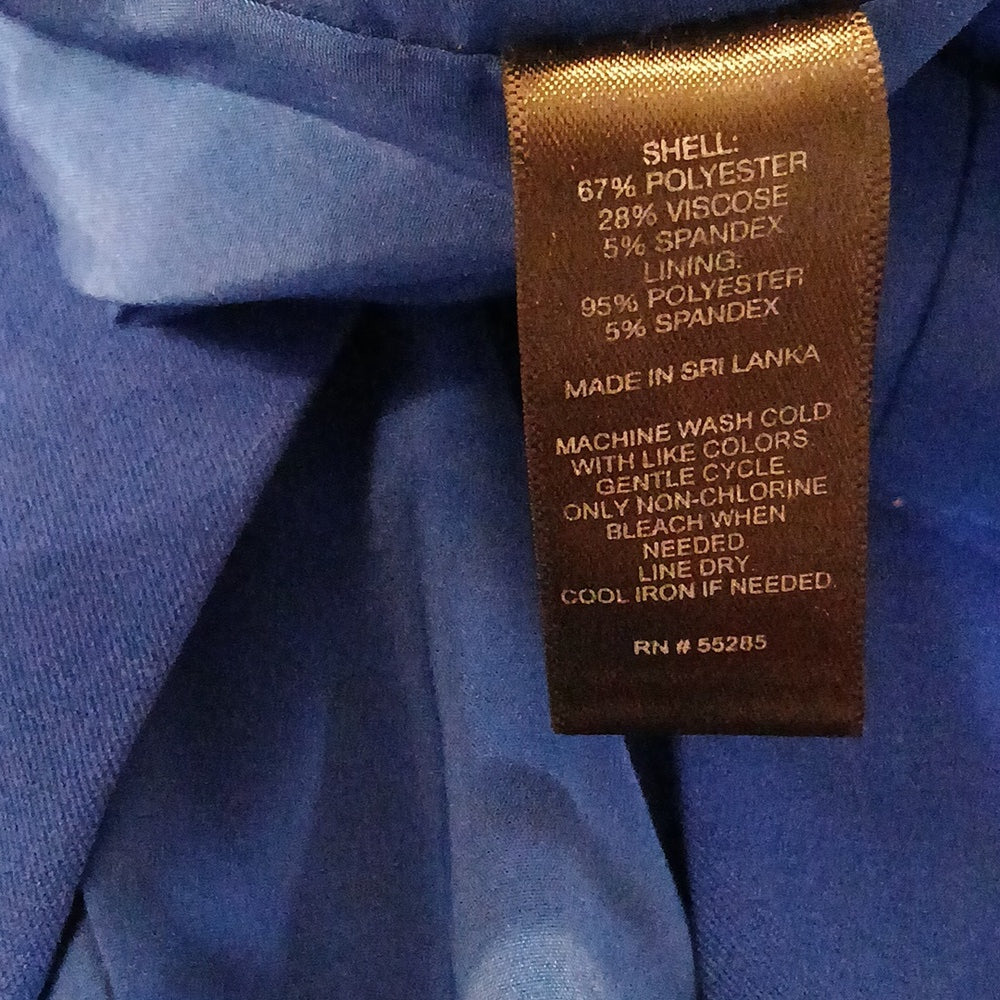 SHELL:
67% POLYESTER
28% VISCOSE
5% SPANDEX
LINING:
95% POLYESTER
5% SPANDEX
MADE IN SRI LANKA
MACHINE WASH COLD
WITH LIKE COLORS
GENTLE CYCLE.
ONLY NON-CHLORINE
BLEACH WHEN
NEEDED
LINE DRY
COOL IRON IF NEEDED
RN # 55285